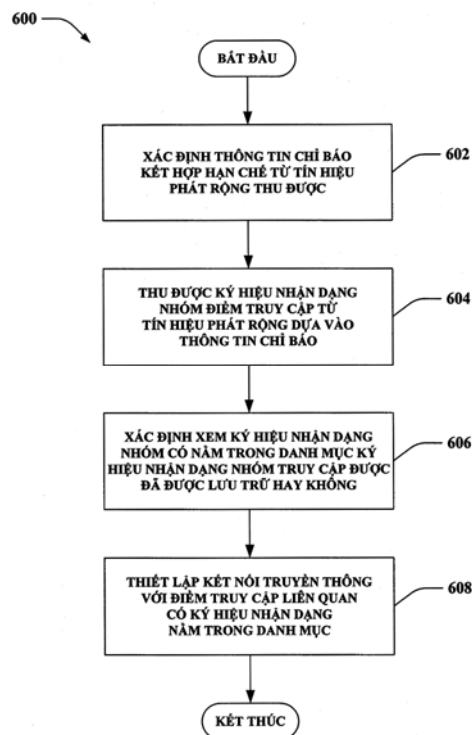 600
BẮT ĐẦU
XÁC ĐỊNH THÔNG TIN CHỈ BÁO
KẾT HỢP HẠN CHẾ TỪ TÍN HIỆU
PHÁT RỘNG THU ĐƯỢC
602
THU ĐƯỢC KÝ HIỆU NHẬN DẠNG
NHÓM ĐIỂM TRUY CẬP TỪ
TÍN HIỆU PHÁT RỘNG DỰA VÀO
THÔNG TIN CHỈ BÁO
604
XÁC ĐỊNH XEM KÝ HIỆU NHẬN DẠNG
NHÓM CÓ NẰM TRONG DANH MỤC KÝ
HIỆU NHẬN DẠNG NHÓM TRUY CẬP ĐƯỢC
ĐÃ ĐƯỢC LƯU TRỮ HAY KHÔNG
606
THIẾT LẬP KẾT NỐI TRUYỀN THÔNG
VỚI ĐIỂM TRUY CẬP LIÊN QUAN
CÓ KÝ HIỆU NHẬN DẠNG
NẰM TRONG DANH MỤC
608
KẾT THÚC